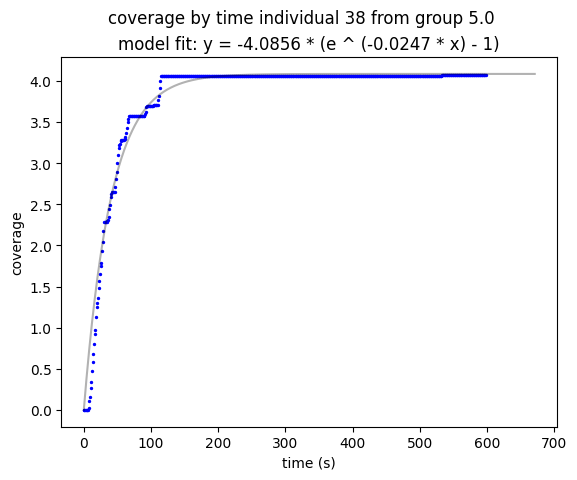 coverage by time individual 38 from group 5.0
model fit: y = -4.0856 * (e ^ (-0.0247 * x) - 1)
4.0
3.5
3.0
2.5
2.0
1.5
1.0
0.5
0.0
coverage
0 100 200 300 400 500 600 700
time (s)